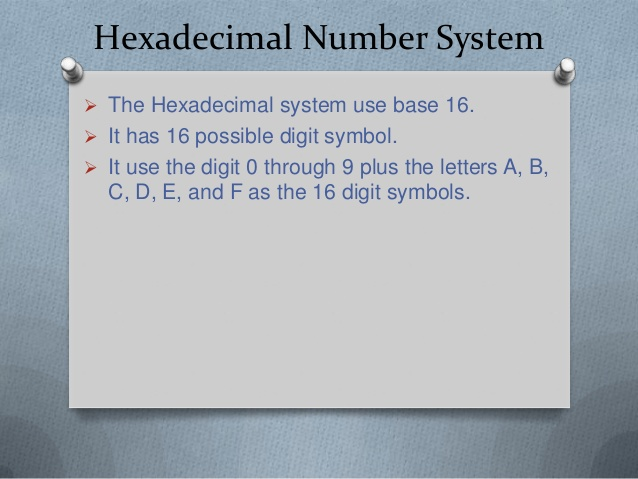 Hexadecimal Number System
➢ The Hexadecimal system use base 16.
➢ It has 16 possible digit symbol.
➢ It use the digit 0 through 9 plus the letters A, B,
C, D, E, and F as the 16 digit symbols.